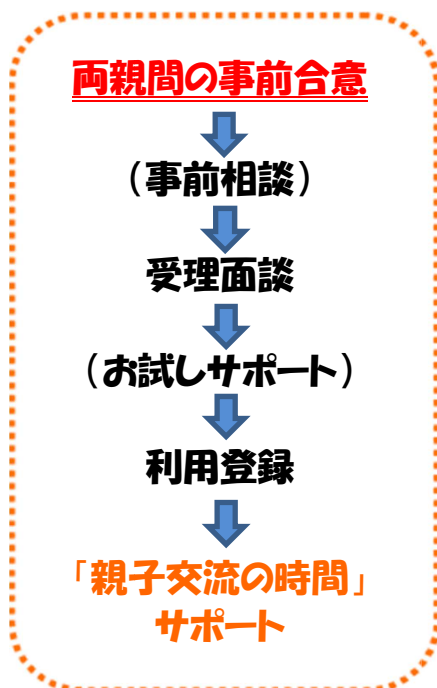 両親間の事前合意
（事前相談）
受理面談
（お試しサポート）
利用登録
「親子交流の時間」
サポート